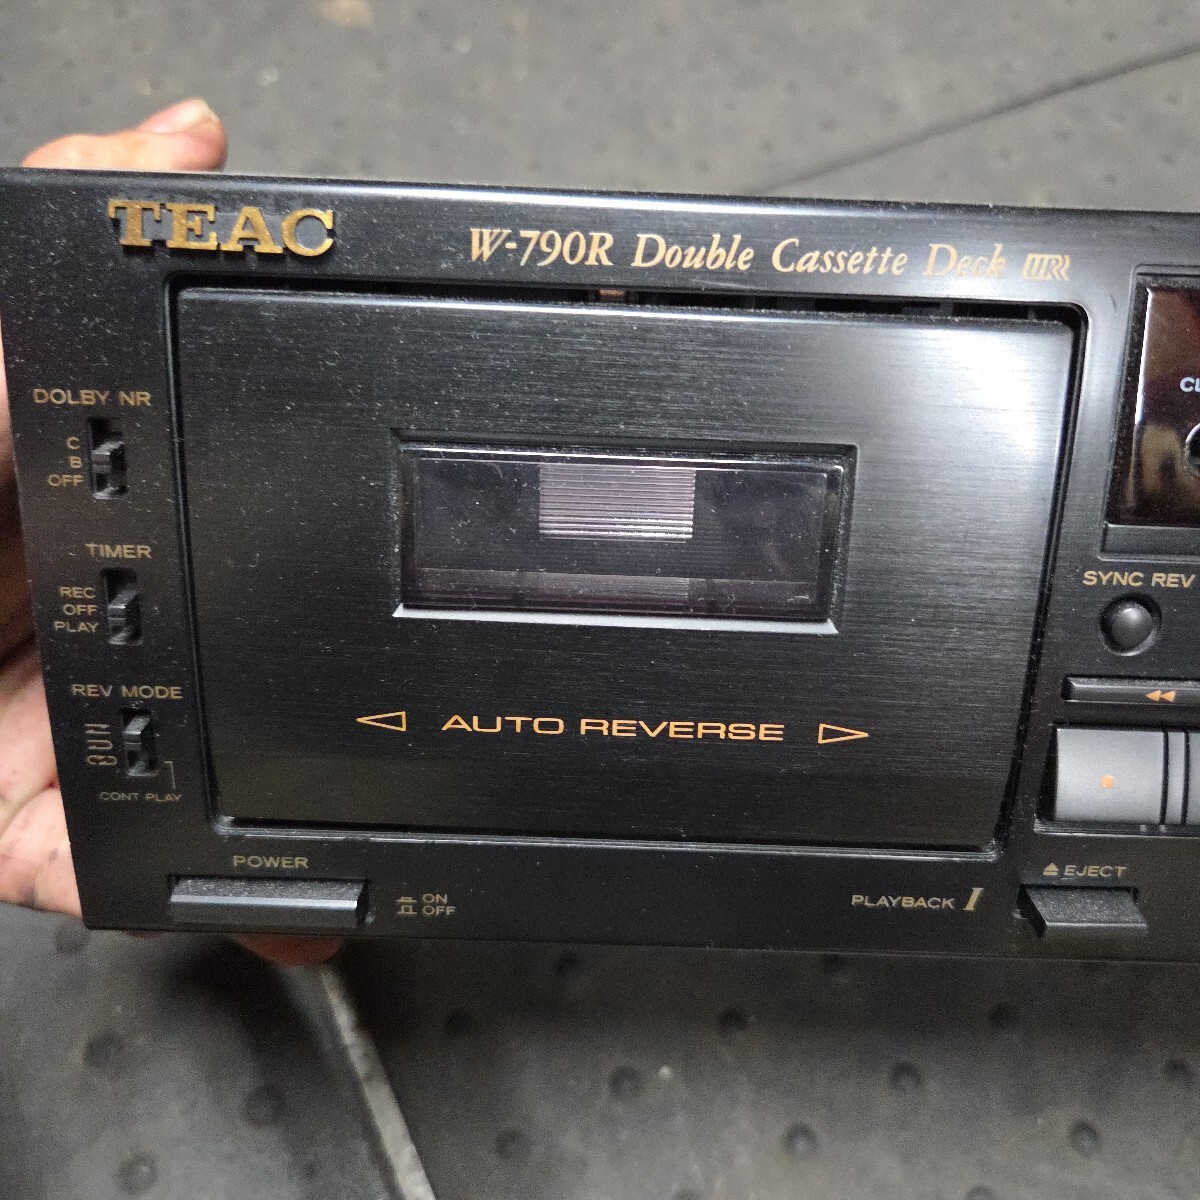 TEAC
W-790R Double Cassette Deck
DOLBY NR
C
B
OFF
TIMER
REC
OFF
PLAY
REV MODE
CONT PLAY
AUTO REVERSE
SYNC REV
POWER
ON
OFF
PLAYBACK I
EJECT